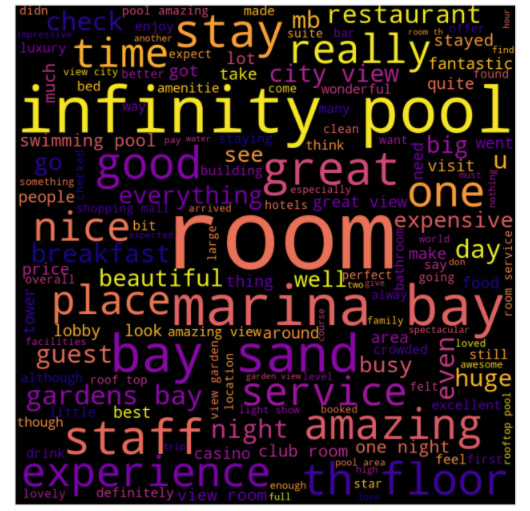 didn
pool amazing
made
impressive
enjoy
another
check
luxury
view city
bed
time
expect
better
amenitie
stay
got
suite
mb
bar
really
lot
come
take
restaurant
room th
offer
stayed
find
hour
fantastic
city view
wonderful
quite
found
much
way
many
infinity pool
swimming pool
pay
water
staying
clean
think
want
need
big
went
go
checked
good
building
see
great
visit
u
something
people
everything
especially
one
must
nothing
shopping mall
arrived
hotels
great view
nice
bit
room
large
expensive
breakfast
expected
bathroom
world
make
say
don
day
price
overall
beautiful
thing
well
perfect
two
give
alway
going
food
room service
tower
place
marina bay
lobby
look
amazing view
around
course
family
spectacular
facilities
guest
bay sand
area
crowded
busy
even
still
loved
awesome
huge
although
roof top
view garden
location
garden view
level
gardens bay
service
felt
excellent
rooftop pool
little
best
light show
booked
though
staff
night
amazing
drink
trip
casino
club room
one night
feel
first
experience
pool area
th floor
high
lovely
definitely
view room
enough
full
star
love